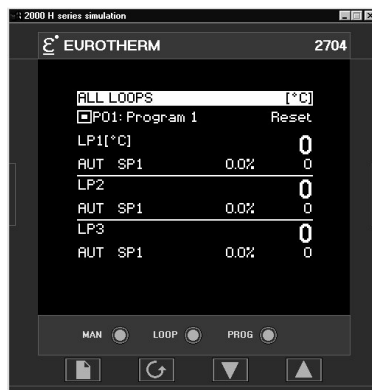 2000 H series simulation
EUROTHERM 2704
ALL LOOPS [°C]
P01: Program 1 Reset
LP1[°C] 0
AUT SP1 0.0% 0
LP2 0
AUT SP1 0.0% 0
LP3 0
AUT SP1 0.0% 0
MAN LOOP PROG